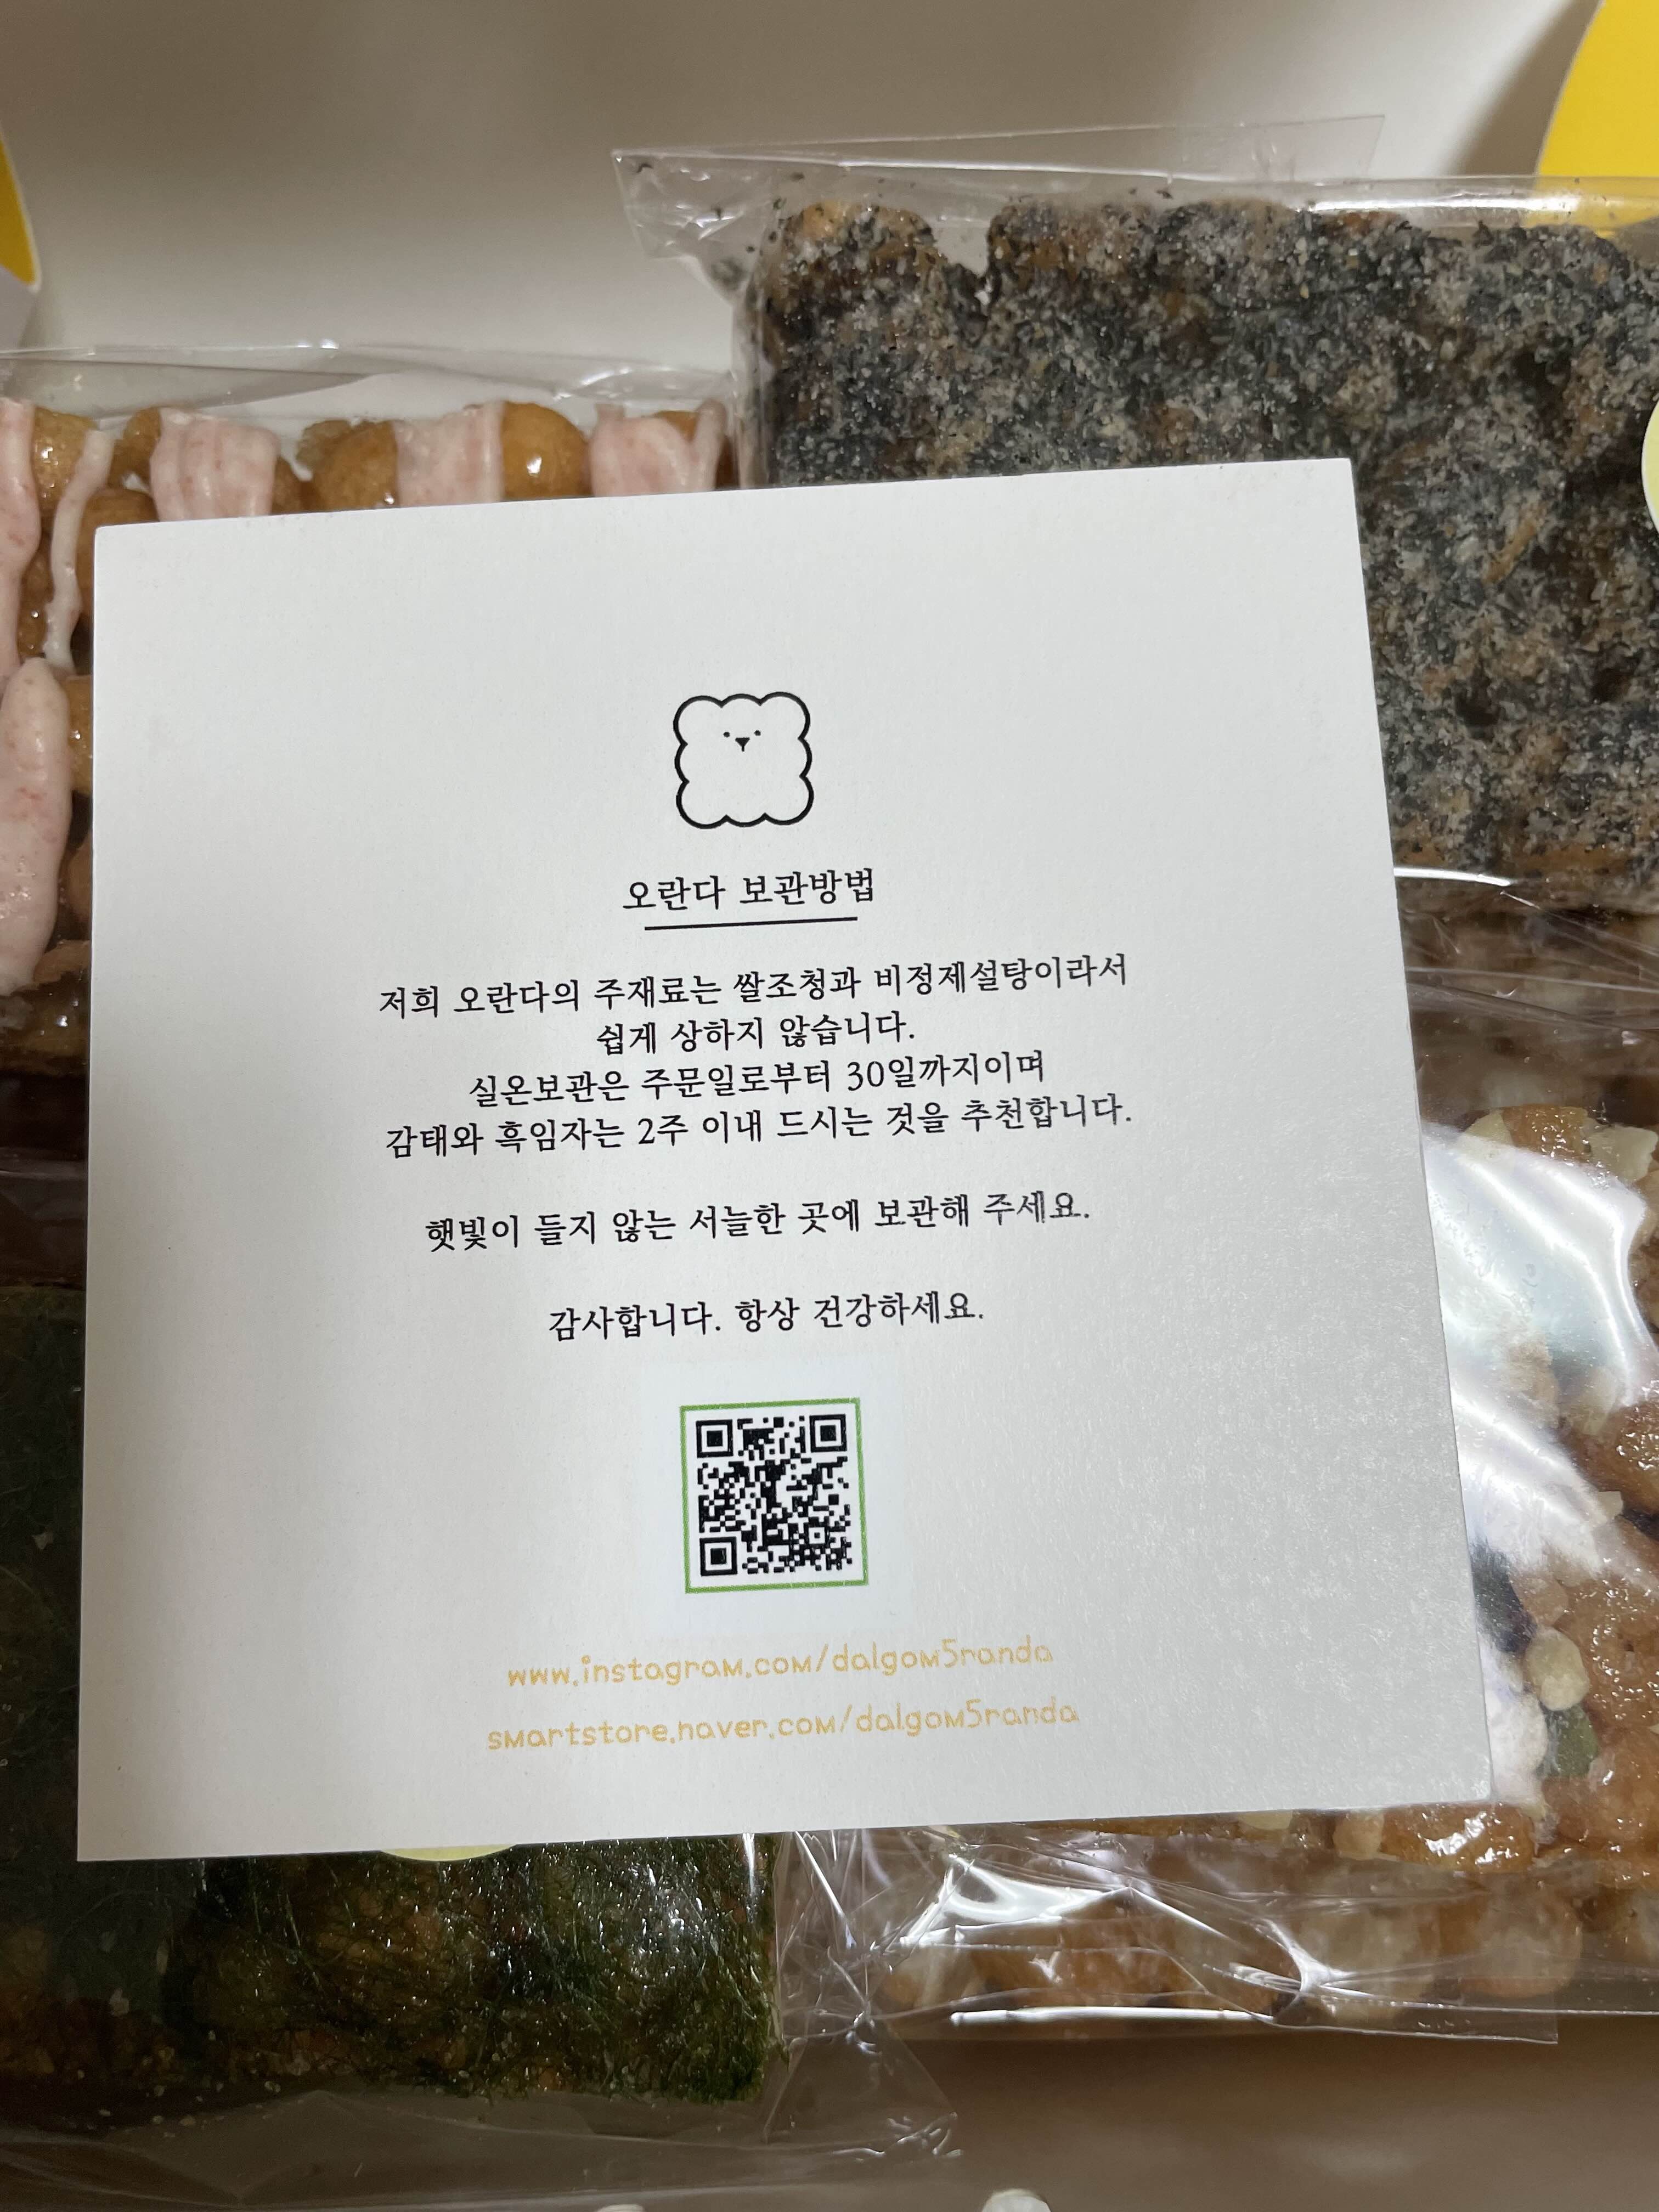 오란다 보관방법
저희 오란다의 주재료는 쌀조청과 비정제설탕이라서
쉽게 상하지 않습니다.
실온보관은 주문일로부터 30일까지이며
감태와 흑임자는 2주 이내 드시는 것을 추천합니다.
햇빛이 들지 않는 서늘한 곳에 보관해 주세요.
감사합니다. 항상 건강하세요.
www.instagram.com/dalgom5randa
smartstore.naver.com/dalgom5randa